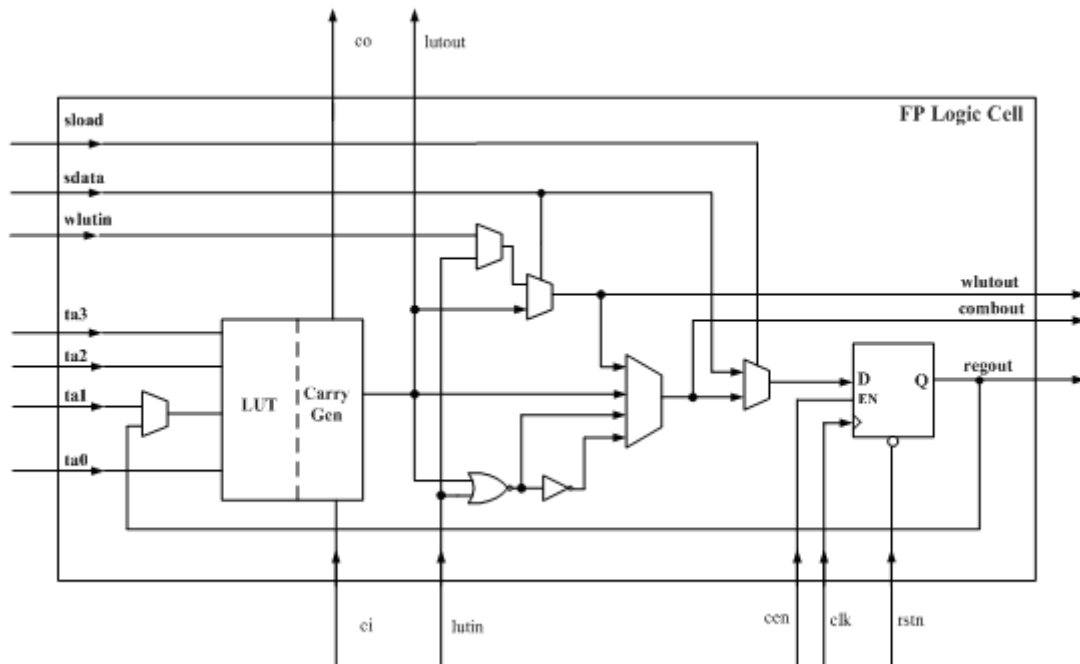 co
lutout
FP Logic Cell
sload
sdata
wlutin
wlutout
combout
ta3
ta2
ta1
ta0
LUT
Carry
Gen
D
Q
EN
regout
ci
lutin
cen
clk
rstn